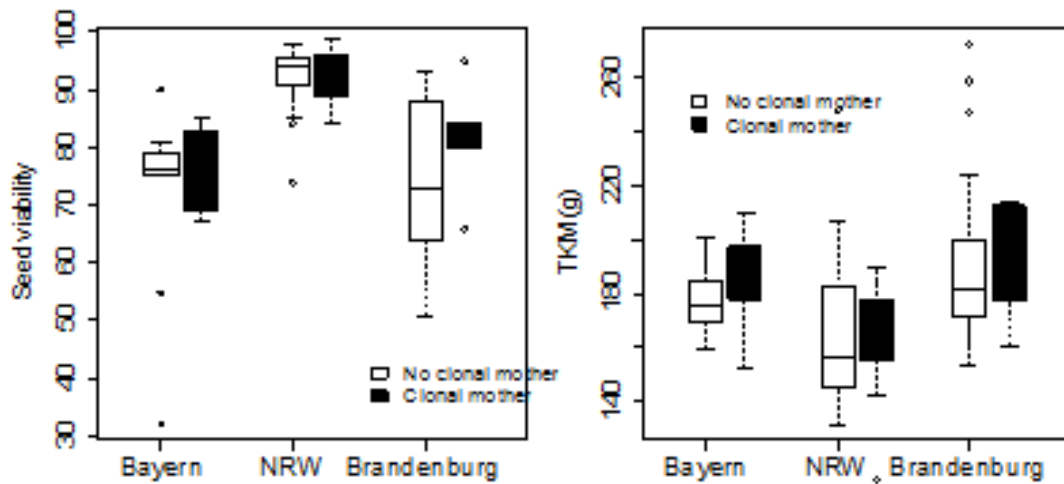 Seed viability
100
90
80
70
60
50
40
30
No clonal mother
Clonal mother
Bayern NRW Brandenburg
TKM (g)
260
220
180
140
No clonal mother
Clonal mother
Bayern NRW Brandenburg